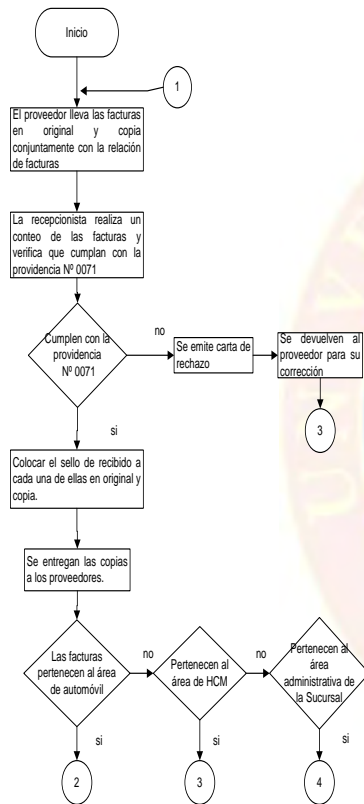 Inicio
1
El proveedor lleva las facturas
en original y copia
conjuntamente con la relación
de facturas
La recepcionista realiza un
conteo de las facturas y
verifica que cumplan con la
providencia Nº 0071
Cumplen con la
providencia
Nº 0071
no
Se emite carta de
rechazo
Se devuelven al
proveedor para su
corrección
3
si
Colocar el sello de recibido a
cada una de ellas en original y
copia.
Se entregan las copias
a los proveedores.
Las facturas
pertenecen al área
de automóvil
no
Pertenecen al
área de HCM
no
Pertenecen al
área
administrativa de
la Sucursal
si
si
si
2
3
4
UNIVE